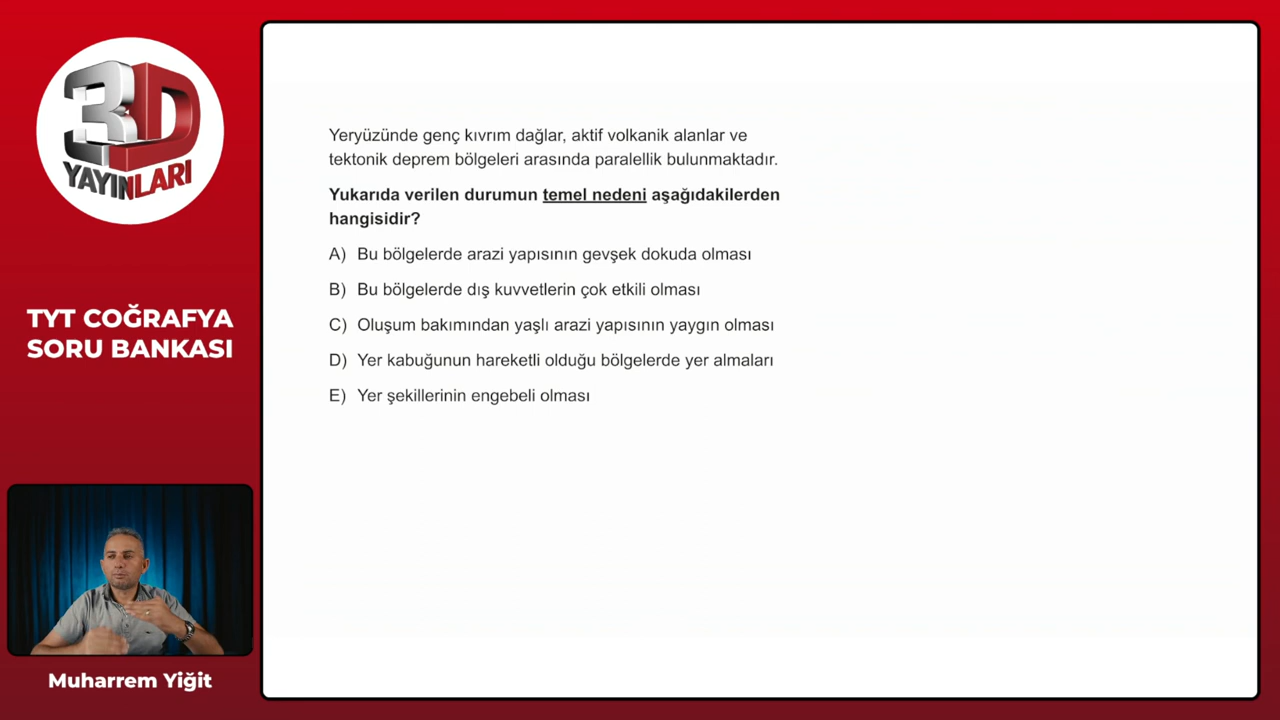 3D
YAYINLARI
TYT COĞRAFYA
SORU BANKASI
Muharrem Yiğit
Yeryüzünde genç kıvrım dağlar, aktif volkanik alanlar ve
tektonik deprem bölgeleri arasında paralellik bulunmaktadır.
Yukarıda verilen durumun temel nedeni aşağıdakilerden
hangisidir?
A) Bu bölgelerde arazi yapısının gevşek dokuda olması
B) Bu bölgelerde dış kuvvetlerin çok etkili olması
C) Oluşum bakımından yaşlı arazi yapısının yaygın olması
D) Yer kabuğunun hareketli olduğu bölgelerde yer almaları
E) Yer şekillerinin engebeli olması